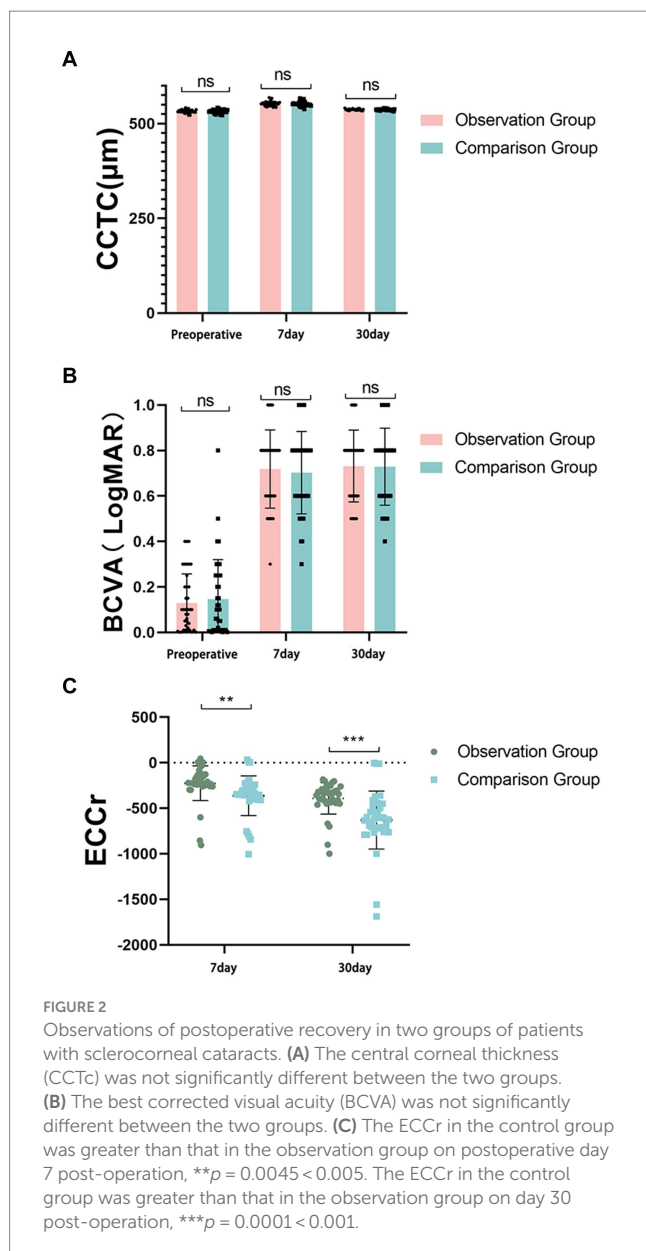 A
ns
ns
ns
500
250
0
CCTC(μm)
Observation Group
Comparison Group
Preoperative
7day
30day
B
ns
ns
ns
1.0
0.8
0.6
0.4
0.2
0.0
BCVA( LogMAR)
Observation Group
Comparison Group
Preoperative
7day
30day
C
**
***
500
0
-500
-1000
-1500
-2000
ECCr
Observation Group
Comparison Group
7day
30day
FIGURE 2
Observations of postoperative recovery in two groups of patients
with sclerocorneal cataracts. (A) The central corneal thickness
(CCTc) was not significantly different between the two groups.
(B) The best corrected visual acuity (BCVA) was not significantly
different between the two groups. (C) The ECCr in the control group
was greater than that in the observation group on postoperative day
7 post-operation, **p = 0.0045 < 0.005. The ECCr in the control
group was greater than that in the observation group on day 30
post-operation, ***p = 0.0001 < 0.001.